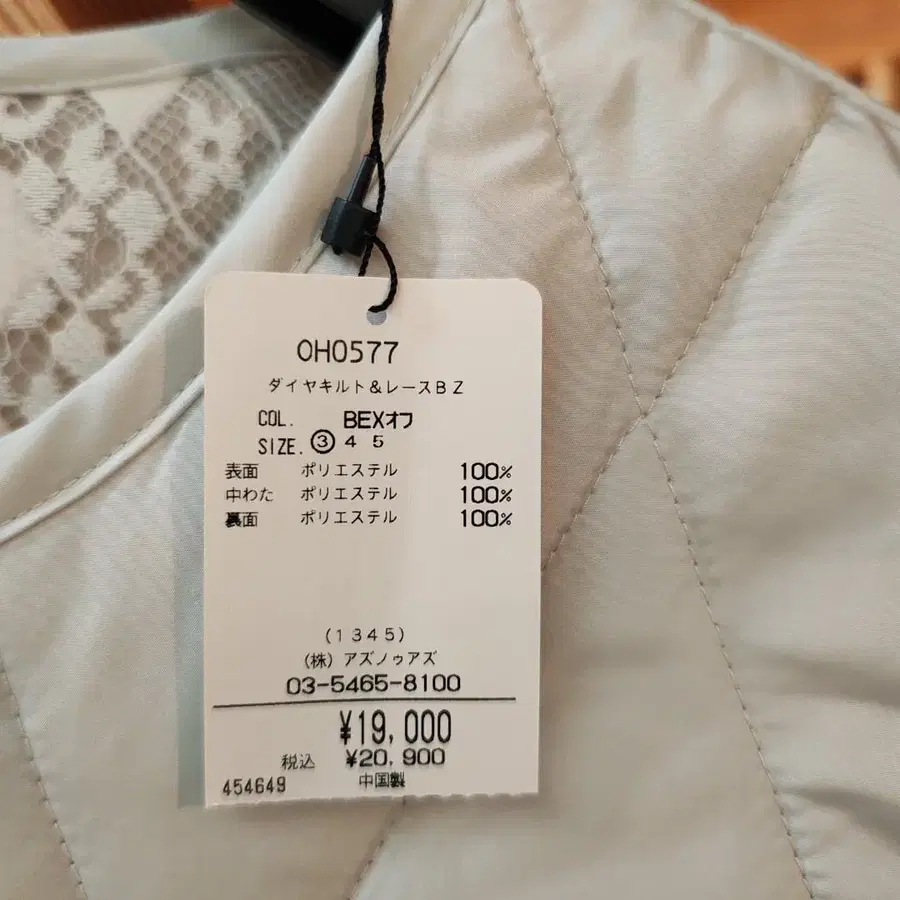 OH0577
ダイヤキルト&レースBZ
COL. BEXオフ
SIZE. ③ 4 5
表面 ポリエステル 100%
中わた ポリエステル 100%
裏面 ポリエステル 100%
(1345)
(株) アズノゥアズ
03-5465-8100
¥19,000
税込 ¥20,900
454649 中国製